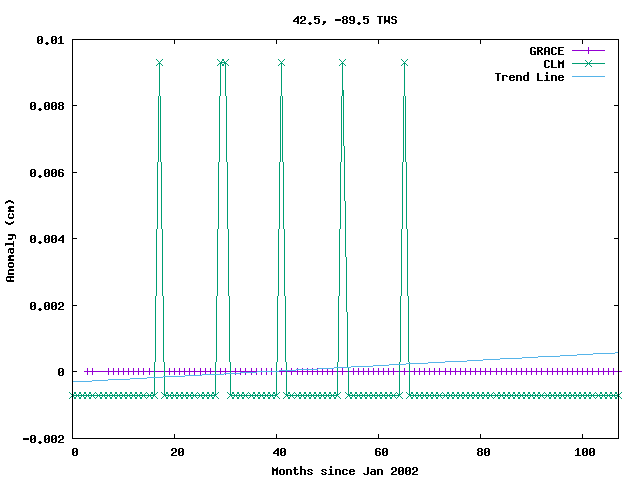 42.5, -89.5 TWS
0.01
GRACE
CLM
Trend Line
0.008
0.006
0.004
0.002
0
-0.002
Anomaly (cm)
0 20 40 60 80 100
Months since Jan 2002